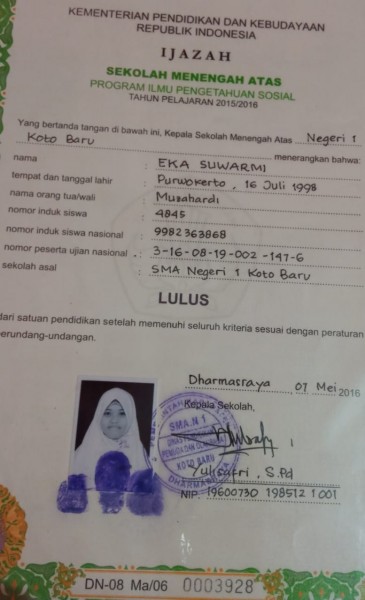 KEMENTERIAN PENDIDIKAN DAN KEBUDAYAAN
REPUBLIK INDONESIA
IJAZAH
SEKOLAH MENENGAH ATAS
PROGRAM ILMU PENGETAHUAN SOSIAL
TAHUN PELAJARAN 2015/2016
Yang bertanda tangan di bawah ini, Kepala Sekolah Menengah Atas Negeri 1
Koto Baru menerangkan bahwa:
nama : EKA SUWARMI
tempat dan tanggal lahir : Purwokerto, 16 Juli 1998
nama orang tua/wali : Muzahardi
nomor induk siswa : 4845
nomor induk siswa nasional : 9982363868
nomor peserta ujian nasional : 3-16-08-19-002-147-6
sekolah asal : SMA Negeri 1 Koto Baru
LULUS
dari satuan pendidikan setelah memenuhi seluruh kriteria sesuai dengan peraturan
perundang-undangan.
Dharmasraya, 07 Mei 2016
Kepala Sekolah,
SMA.N 1
KOTO BARU
Yulisafri, S.Pd
NIP. 19600730 198512 1 001
DN-08 Ma/06 0003928